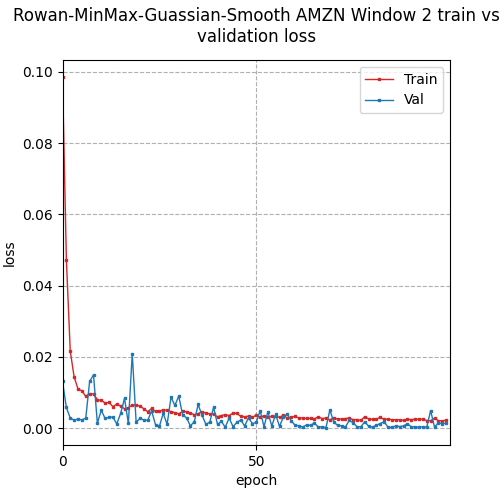 Rowan-MinMax-Guassian-Smooth AMZN Window 2 train vs
validation loss
0.10
0.08
0.06
0.04
0.02
0.00
loss
Train
Val
0
50
epoch